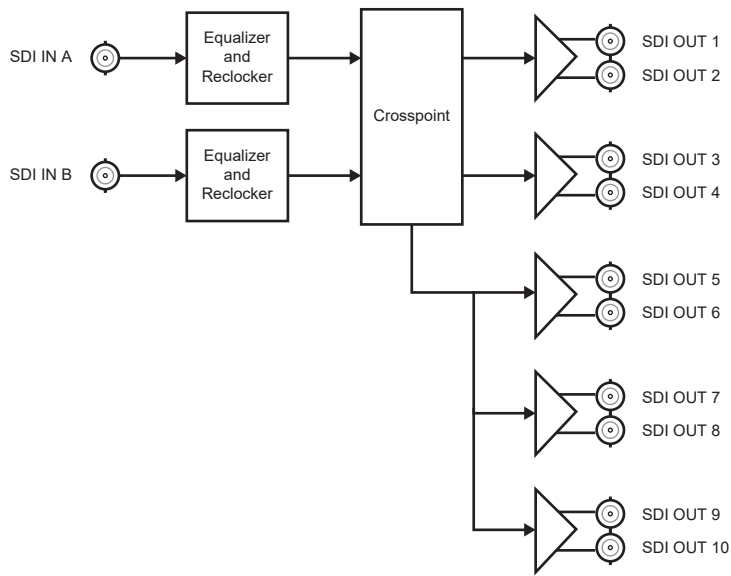 SDI IN A
Equalizer
and
Reclocker
SDI IN B
Equalizer
and
Reclocker
Crosspoint
SDI OUT 1
SDI OUT 2
SDI OUT 3
SDI OUT 4
SDI OUT 5
SDI OUT 6
SDI OUT 7
SDI OUT 8
SDI OUT 9
SDI OUT 10